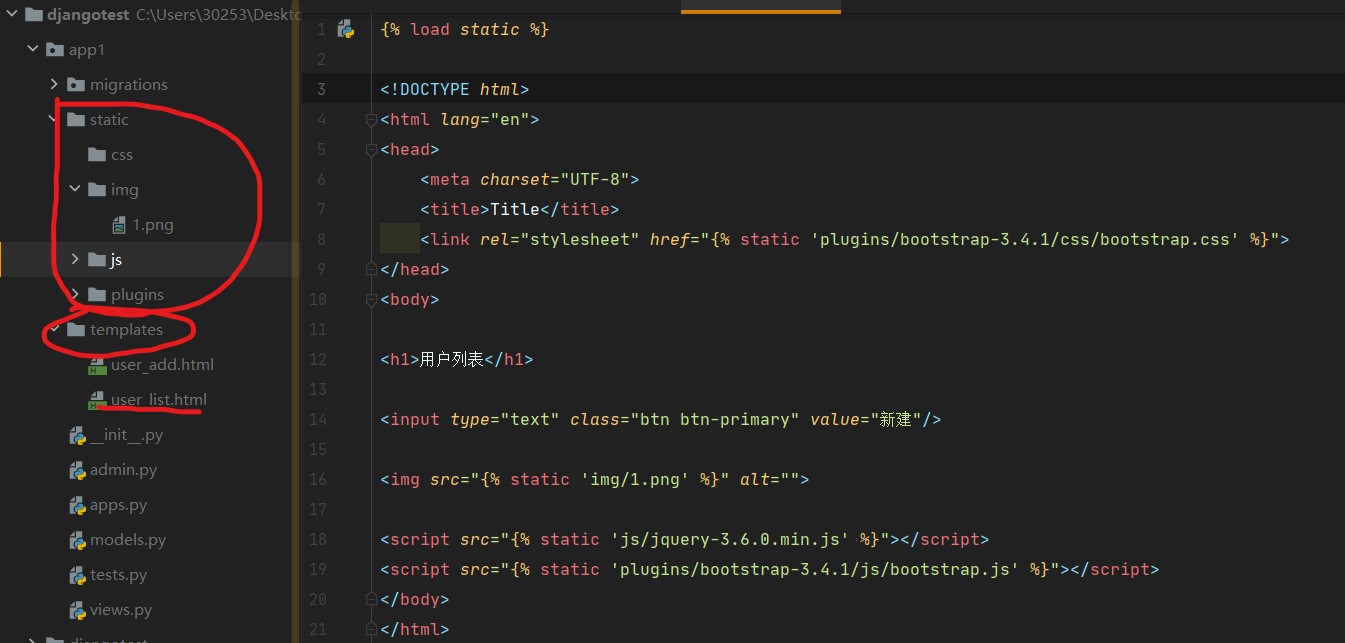 djangotest C:\Users\30253\Deskto
app1
migrations
static
css
img
1.png
js
plugins
templates
user_add.html
user_list.html
__init__.py
admin.py
apps.py
models.py
tests.py
views.py
djangotest
1 {% load static %}
2
3 <!DOCTYPE html>
4 <html lang="en">
5 <head>
6 <meta charset="UTF-8">
7 <title>Title</title>
8 <link rel="stylesheet" href="{% static 'plugins/bootstrap-3.4.1/css/bootstrap.css' %}">
9 </head>
10 <body>
11
12 <h1>用户列表</h1>
13
14 <input type="text" class="btn btn-primary" value="新建"/>
15
16 <img src="{% static 'img/1.png' %}" alt="">
17
18 <script src="{% static 'js/jquery-3.6.0.min.js' %}"></script>
19 <script src="{% static 'plugins/bootstrap-3.4.1/js/bootstrap.js' %}"></script>
20 </body>
21 </html>